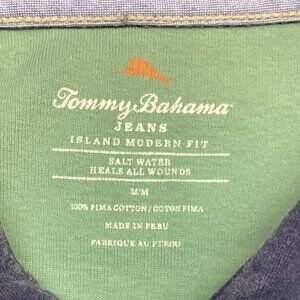 Tommy Bahama
JEANS
ISLAND MODERN FIT
SALT WATER
HEALS ALL WOUNDS
M/M
100% PIMA COTTON / COTON PIMA
MADE IN PERU
FABRIQUE AU PEROU